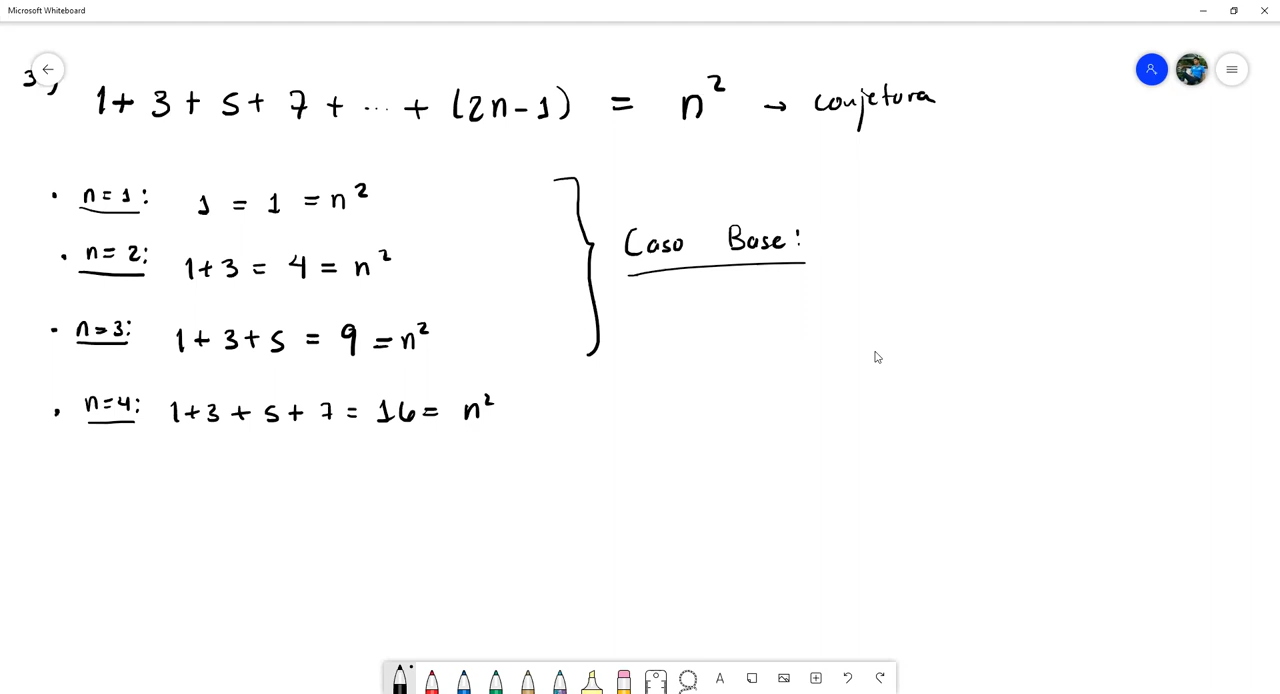 Microsoft Whiteboard
3,
1 + 3 + 5 + 7 + ... + (2n - 1) = n² → conjetura
• n = 1: 1 = 1 = n²
• n = 2: 1 + 3 = 4 = n²
Caso Base:
• n = 3: 1 + 3 + 5 = 9 = n²
• n = 4: 1 + 3 + 5 + 7 = 16 = n²